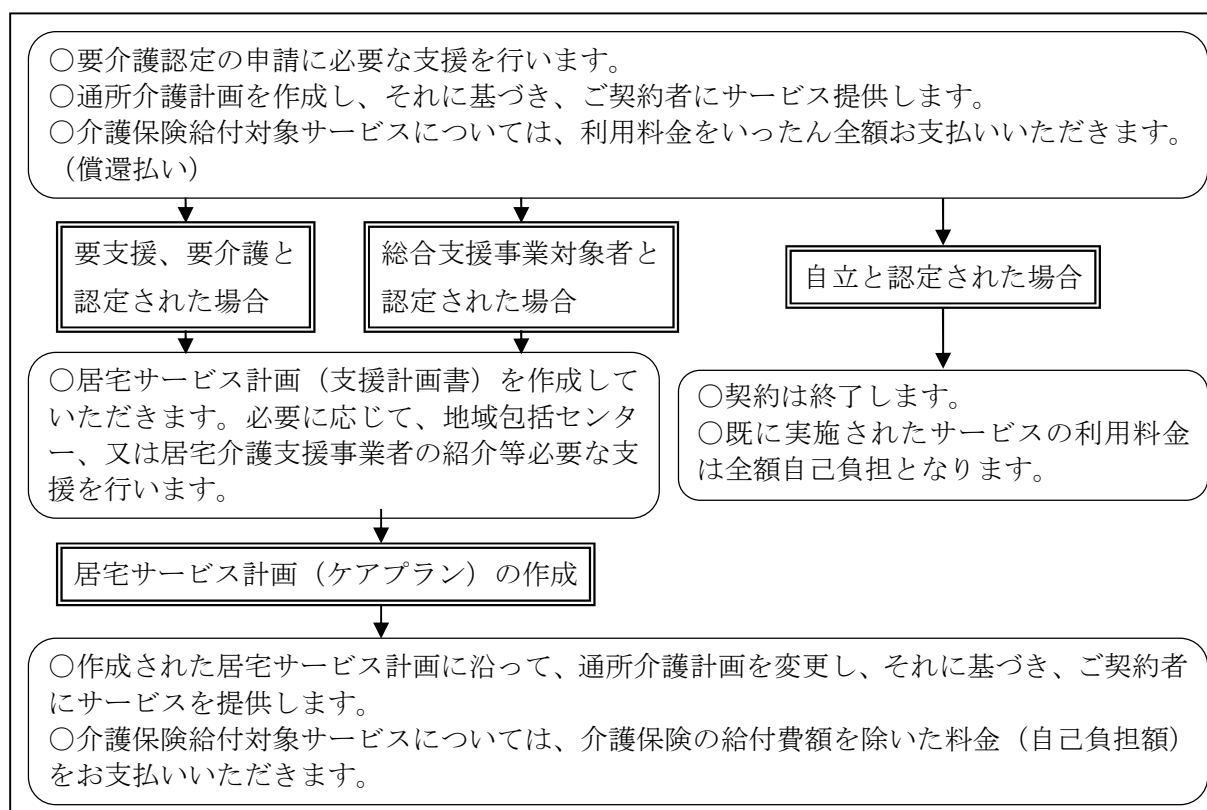 ○要介護認定の申請に必要な支援を行います。
○通所介護計画を作成し、それに基づき、ご契約者にサービス提供します。
○介護保険給付対象サービスについては、利用料金をいったん全額お支払いいただきます。
（償還払い）
要支援、要介護と
認定された場合
総合支援事業対象者と
認定された場合
自立と認定された場合
○居宅サービス計画（支援計画書）を作成して
いただきます。必要に応じて、地域包括センタ
ー、又は居宅介護支援事業者の紹介等必要な支
援を行います。
○契約は終了します。
○既に実施されたサービスの利用料金
は全額自己負担となります。
居宅サービス計画（ケアプラン）の作成
○作成された居宅サービス計画に沿って、通所介護計画を変更し、それに基づき、ご契約者
にサービスを提供します。
○介護保険給付対象サービスについては、介護保険の給付費額を除いた料金（自己負担額）
をお支払いいただきます。